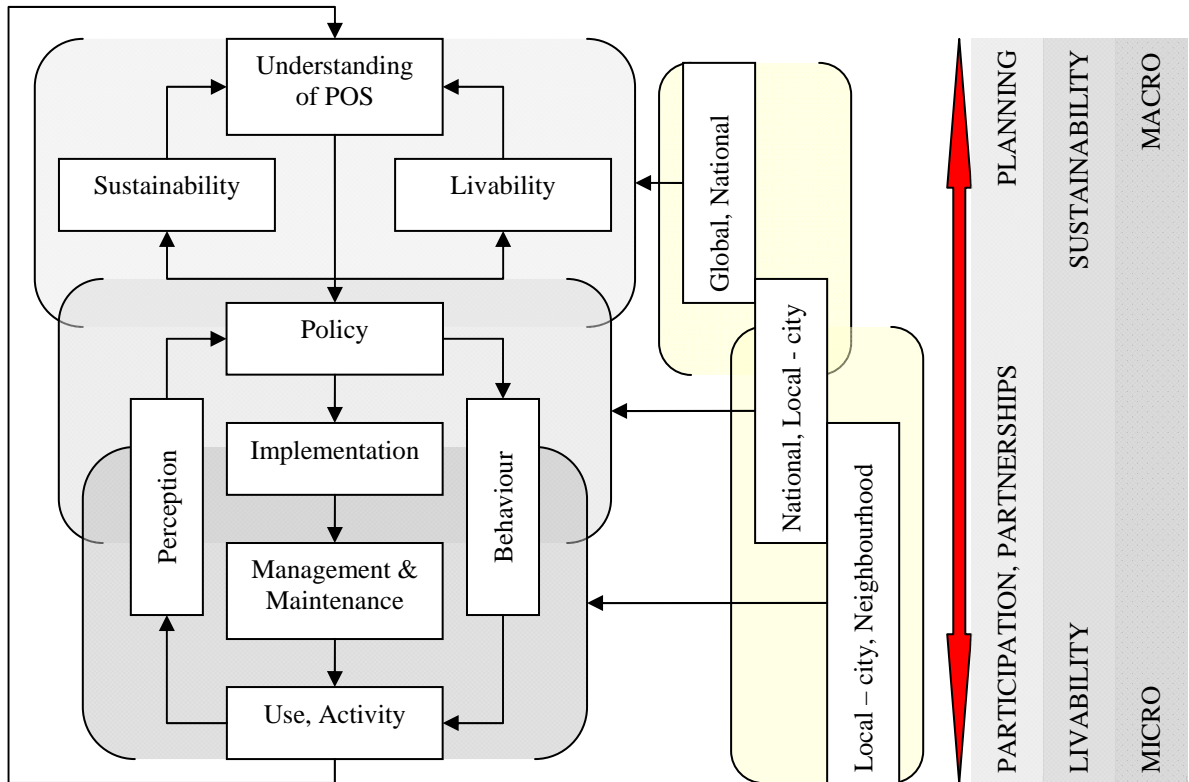 Understanding
of POS
Sustainability
Livability
Policy
Perception
Implementation
Behaviour
Management &
Maintenance
Use, Activity
Global, National
National, Local - city
Local – city, Neighbourhood
PLANNING
PARTICIPATION, PARTNERSHIPS
SUSTAINABILITY
LIVABILITY
MACRO
MICRO